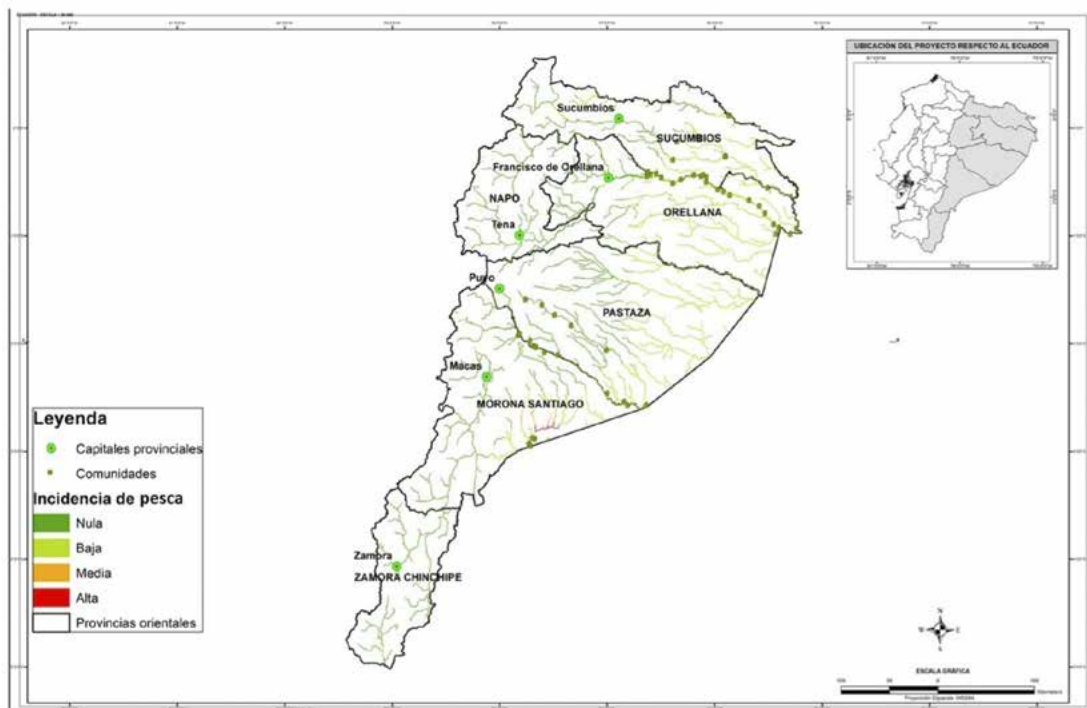 UBICACIÓN DEL PROYECTO RESPECTO AL ECUADOR
Sucumbios
SUCUMBIOS
Francisco de Orellana
NAPO
ORELLANA
Tena
Puyo
PASTAZA
Macas
MORONA SANTIAGO
Zamora
ZAMORA CHINCHIPE
Leyenda
Capitales provinciales
Comunidades
Incidencia de pesca
Nula
Baja
Media
Alta
Provincias orientales
N
W
E
S
ESCALA GRÁFICA